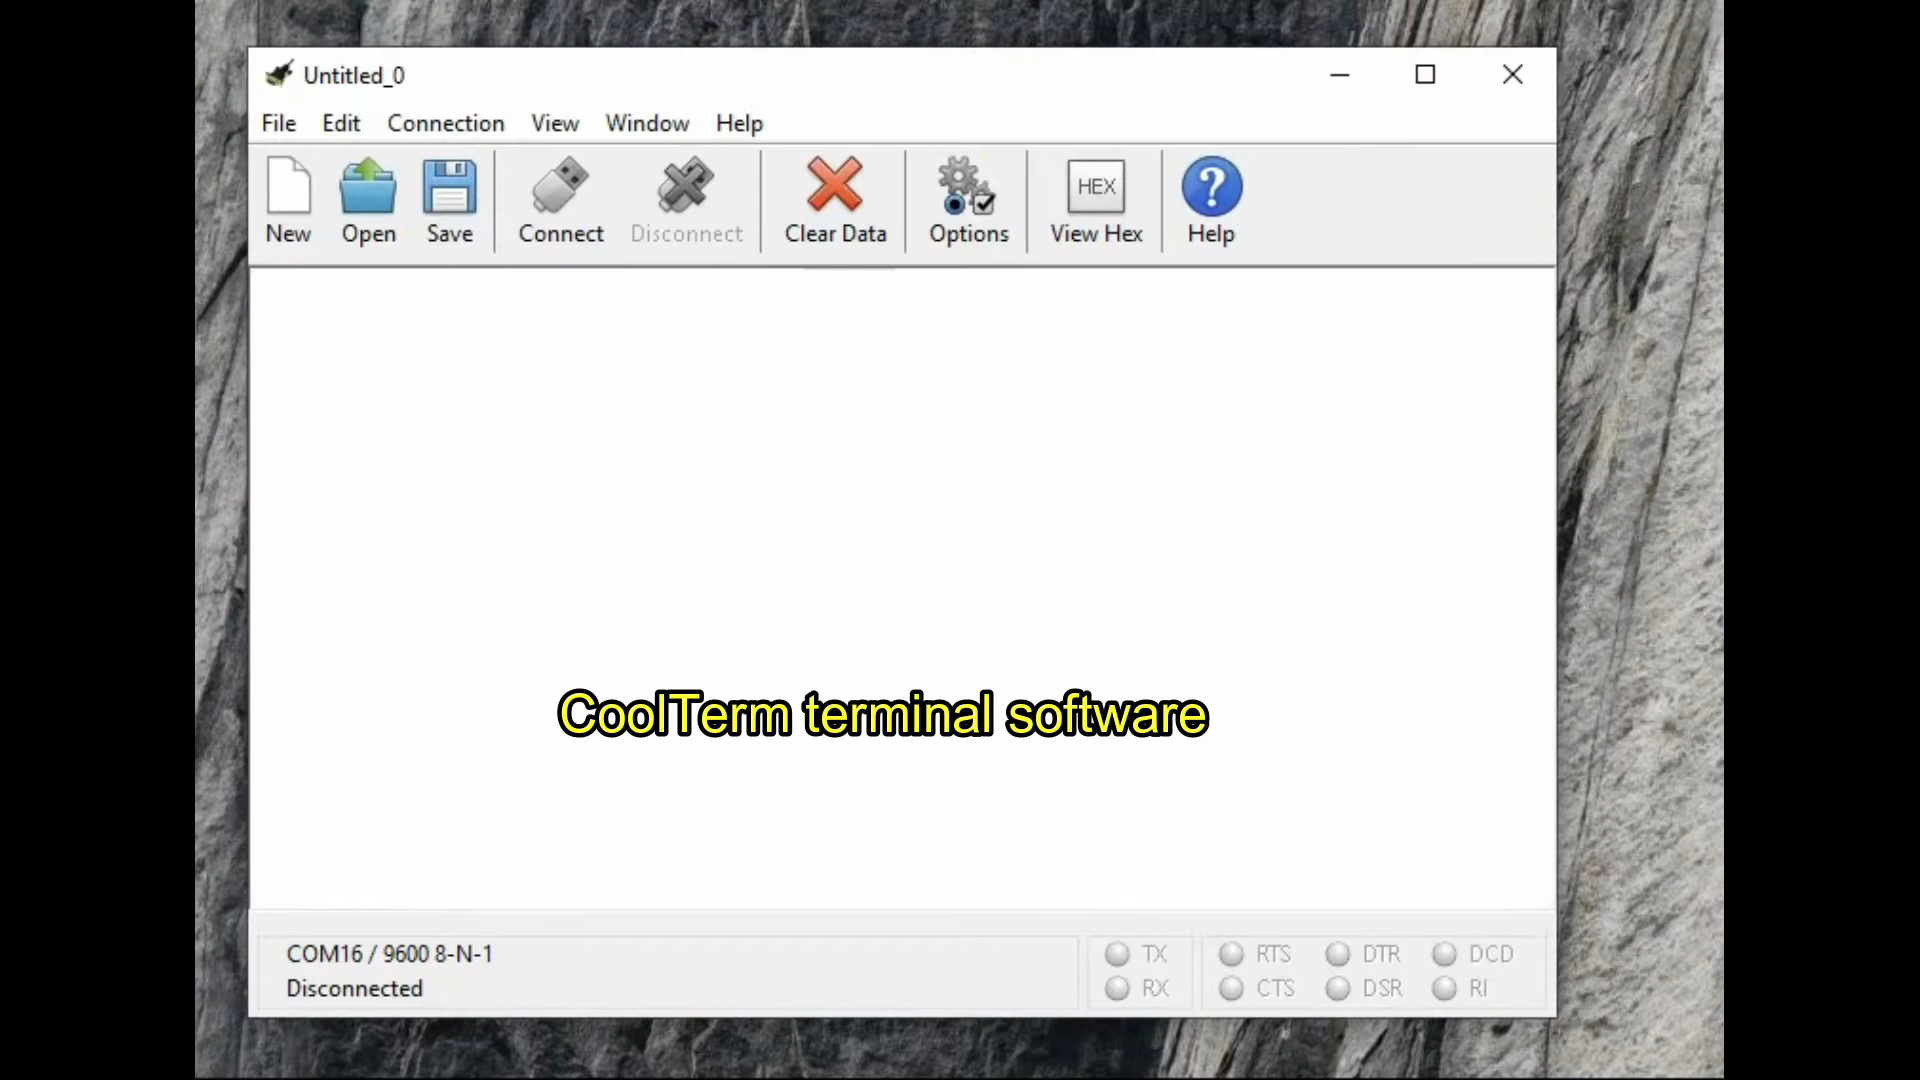 Untitled_0
File Edit Connection View Window Help
HEX
New Open Save Connect Disconnect Clear Data Options View Hex Help
CoolTerm terminal software
COM16 / 9600 8-N-1
Disconnected
TX RTS DTR DCD
RX CTS DSR RI